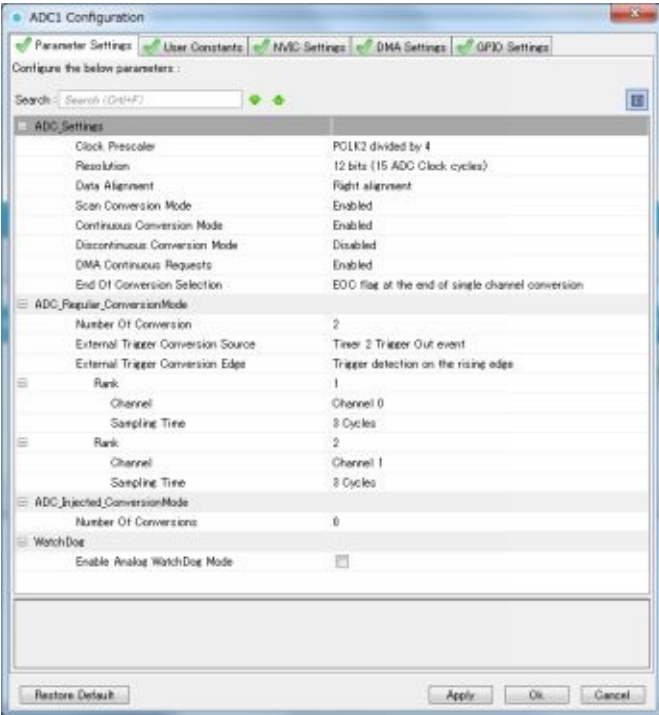 ADC1 Configuration
Parameter Settings User Constants NVIC Settings DMA Settings GPIO Settings
Configure the below parameters :
Search : Search (Crtl+F)
ADC_Settings
Clock Prescaler PCLK2 divided by 4
Resolution 12 bits (15 ADC Clock cycles)
Data Alignment Right alignment
Scan Conversion Mode Enabled
Continuous Conversion Mode Enabled
Discontinuous Conversion Mode Disabled
DMA Continuous Requests Enabled
End Of Conversion Selection EOC flag at the end of single channel conversion
ADC_Regular_ConversionMode
Number Of Conversion 2
External Trigger Conversion Source Timer 2 Trigger Out event
External Trigger Conversion Edge Trigger detection on the rising edge
Rank 1
Channel Channel 0
Sampling Time 3 Cycles
Rank 2
Channel Channel 1
Sampling Time 3 Cycles
ADC_Injected_ConversionMode
Number Of Conversions 0
WatchDog
Enable Analog WatchDog Mode
Restore Default Apply Ok Cancel